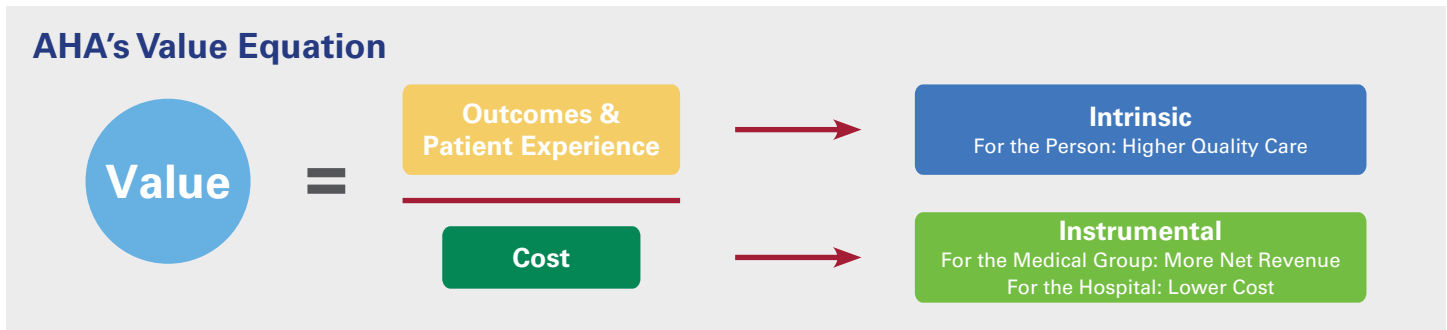 AHA's Value Equation
Value
=
Outcomes &
Patient Experience
Cost
Intrinsic
For the Person: Higher Quality Care
Instrumental
For the Medical Group: More Net Revenue
For the Hospital: Lower Cost